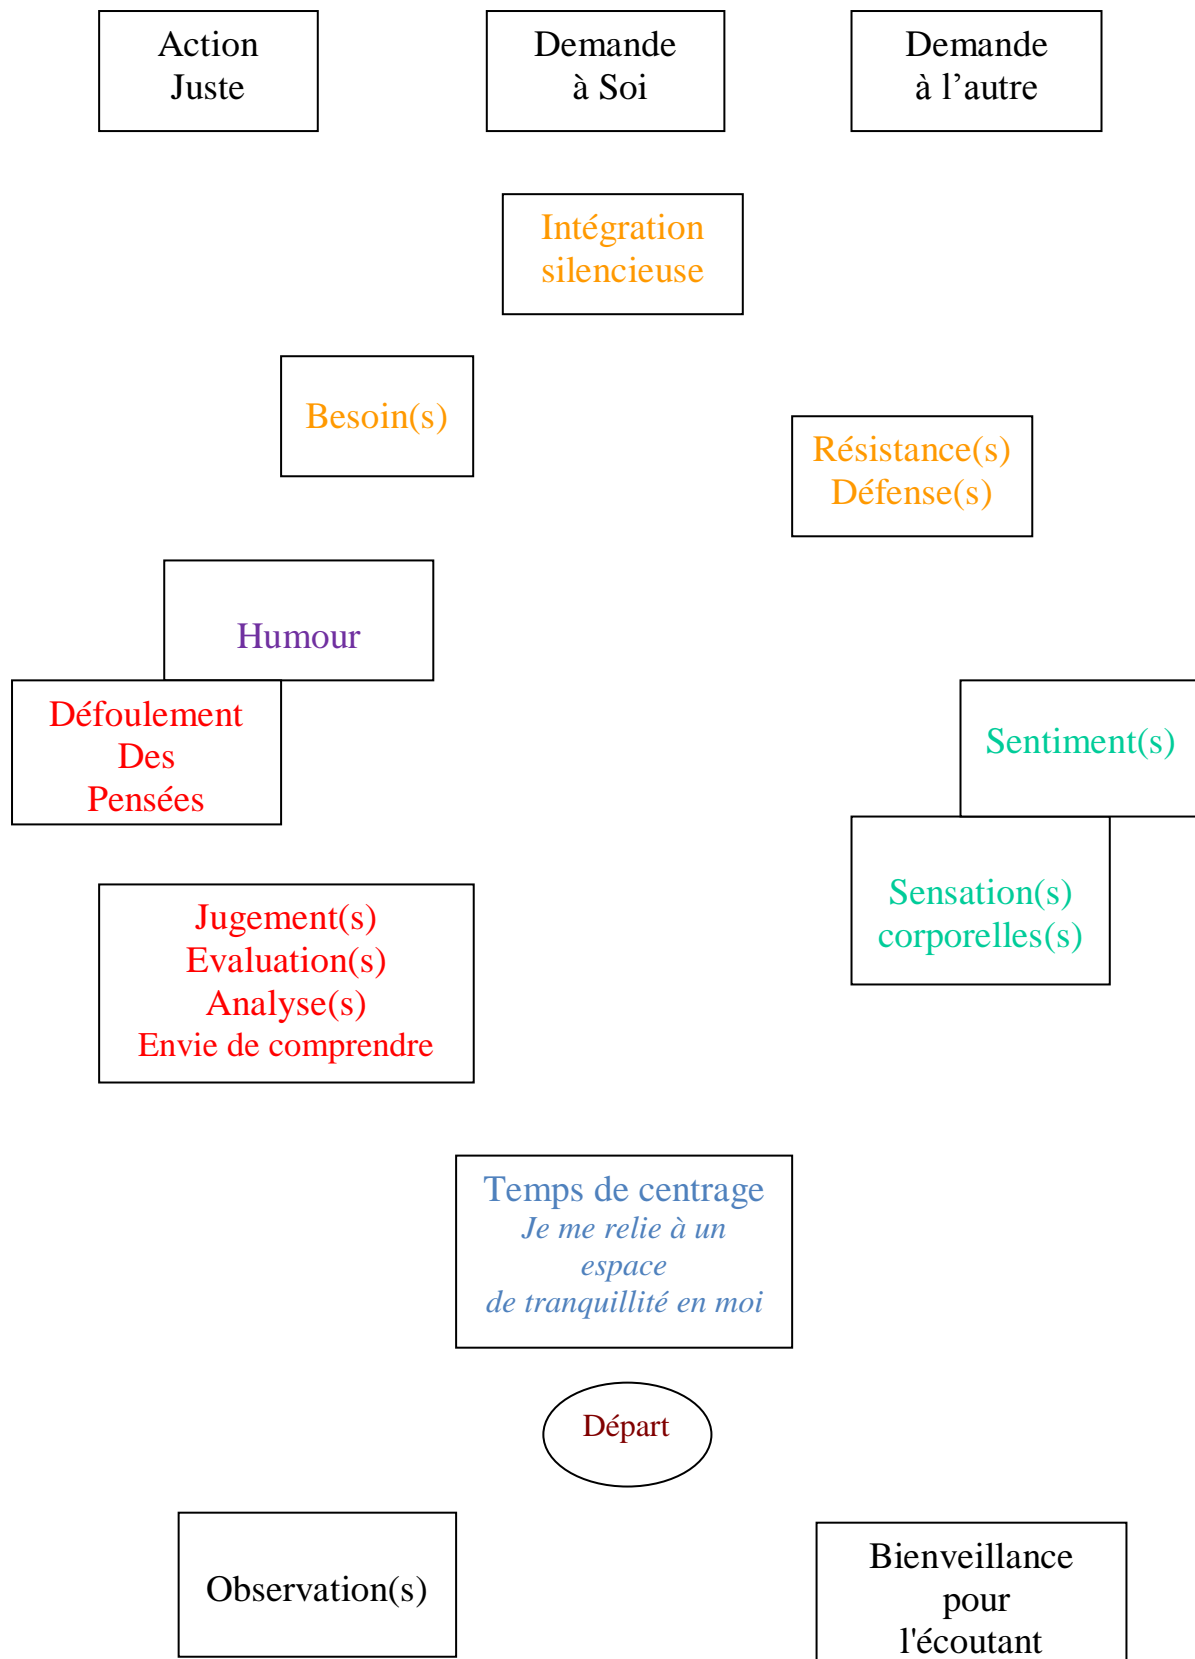 Action
Juste
Demande
à Soi
Demande
à l’autre
Intégration
silencieuse
Besoin(s)
Résistance(s)
Défense(s)
Humour
Défoulement
Des
Pensées
Sentiment(s)
Sensation(s)
corporelles(s)
Jugement(s)
Evaluation(s)
Analyse(s)
Envie de comprendre
Temps de centrage
Je me relie à un
espace
de tranquillité en moi
Départ
Observation(s)
Bienveillance
pour
l'écoutant